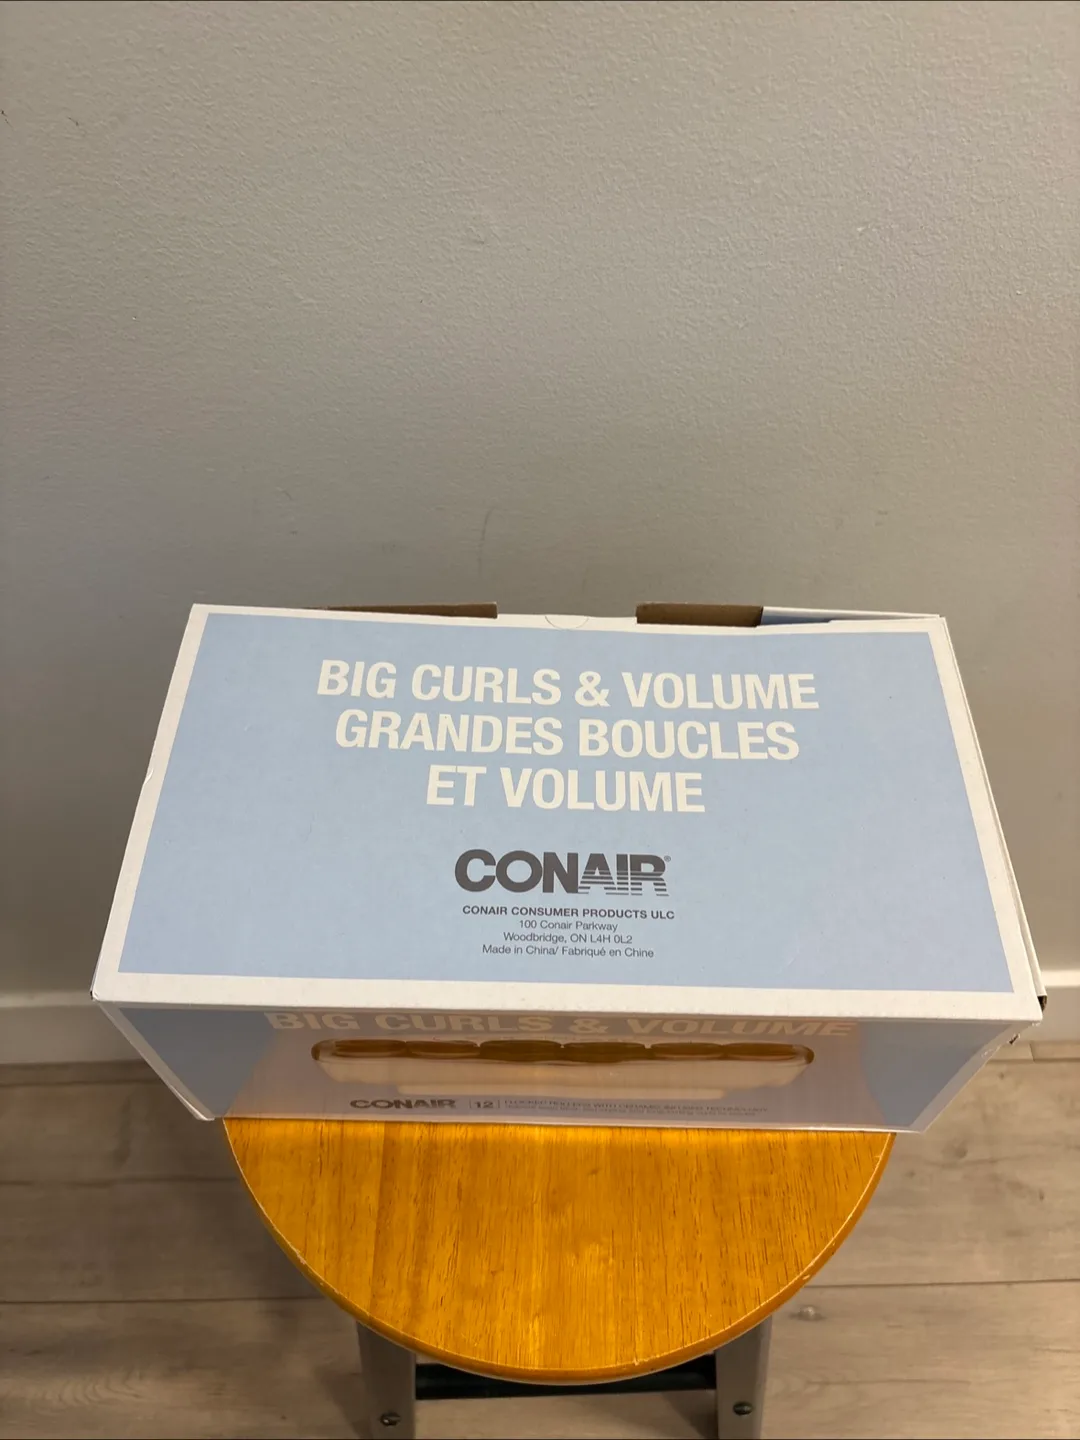 BIG CURLS & VOLUME
GRANDES BOUCLES
ET VOLUME
CONAIR®
CONAIR CONSUMER PRODUCTS ULC
100 Conair Parkway
Woodbridge, ON L4H 0L2
Made in China/ Fabriqué en Chine
BIG CURLS & VOLUME
CONAIR 12